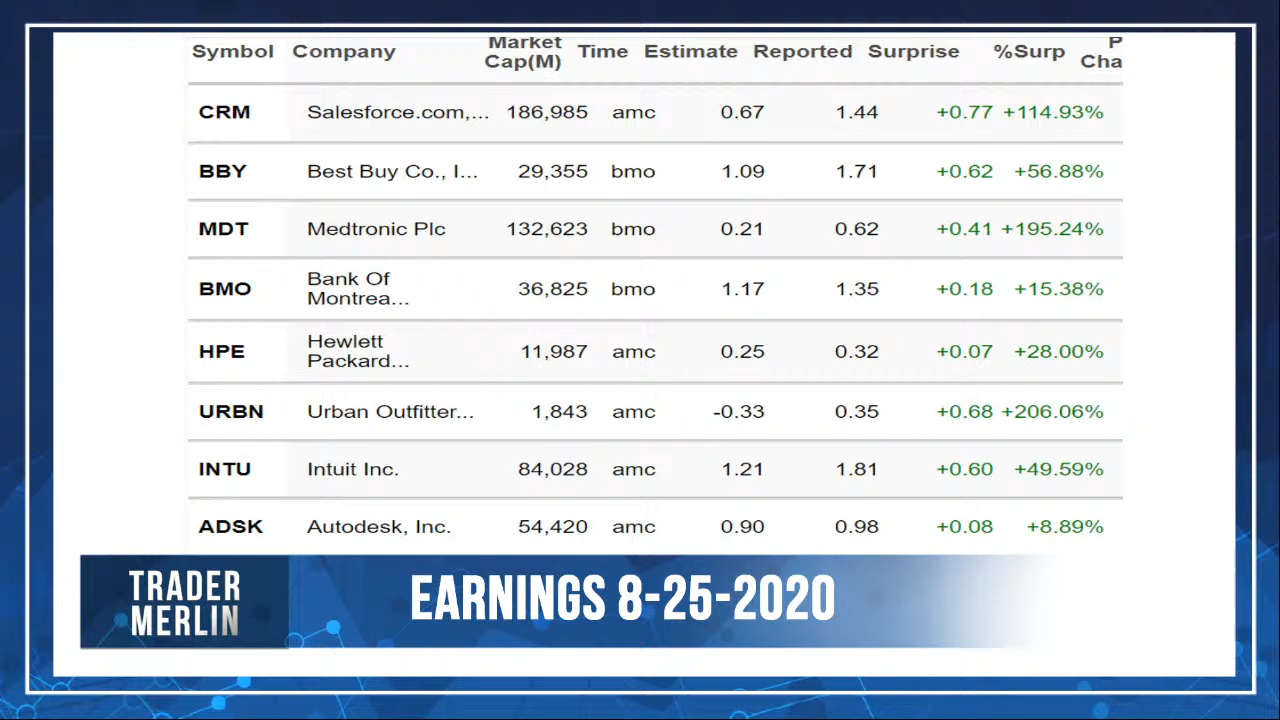 Symbol Company Market Cap(M) Time Estimate Reported Surprise %Surp P Cha
CRM Salesforce.com,... 186,985 amc 0.67 1.44 +0.77 +114.93%
BBY Best Buy Co., I... 29,355 bmo 1.09 1.71 +0.62 +56.88%
MDT Medtronic Plc 132,623 bmo 0.21 0.62 +0.41 +195.24%
BMO Bank Of Montrea... 36,825 bmo 1.17 1.35 +0.18 +15.38%
HPE Hewlett Packard... 11,987 amc 0.25 0.32 +0.07 +28.00%
URBN Urban Outfitter... 1,843 amc -0.33 0.35 +0.68 +206.06%
INTU Intuit Inc. 84,028 amc 1.21 1.81 +0.60 +49.59%
ADSK Autodesk, Inc. 54,420 amc 0.90 0.98 +0.08 +8.89%
TRADER
MERLIN
EARNINGS 8-25-2020